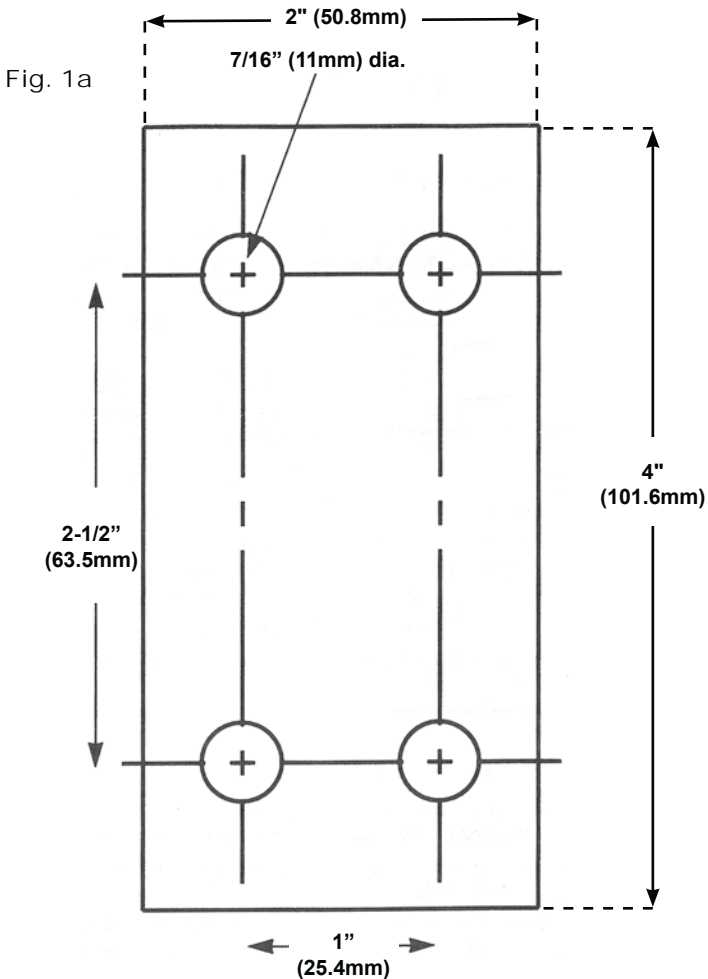 2" (50.8mm)
7/16” (11mm) dia.
Fig. 1a
4"
(101.6mm)
2-1/2”
(63.5mm)
1”
(25.4mm)